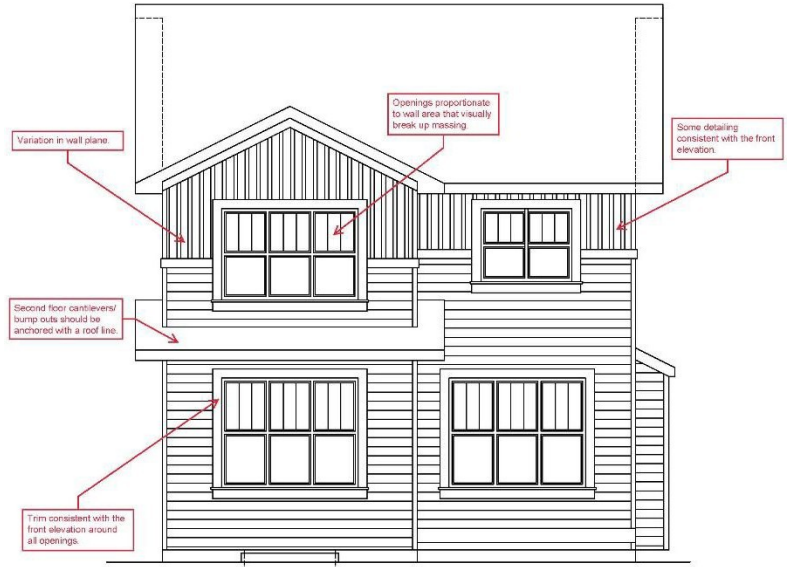 Openings proportionate
to wall area that visually
break up massing.
Variation in wall plane.
Some detailing
consistent with the front
elevation.
Second floor cantilevers/
bump outs should be
anchored with a roof line.
Trim consistent with the
front elevation around
all openings.